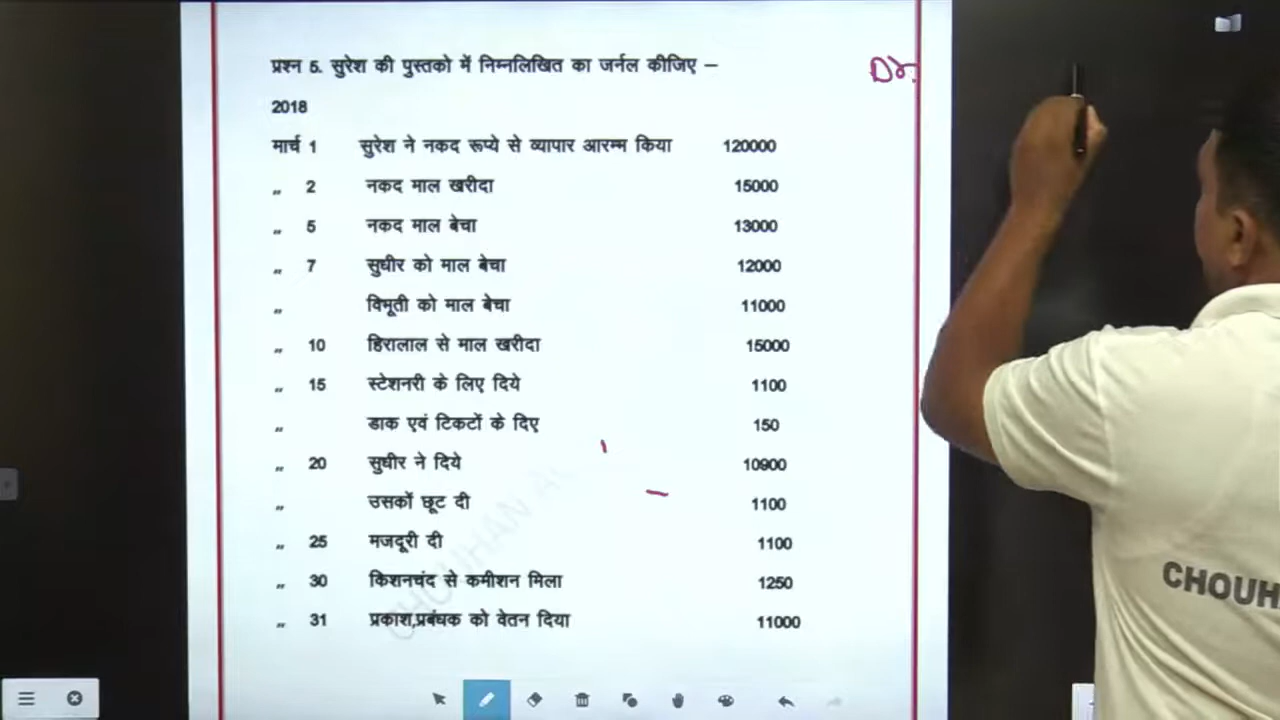 प्रश्न 5. सुरेश की पुस्तको में निम्नलिखित का जर्नल कीजिए –
Dr.
2018
मार्च 1 सुरेश ने नकद रूप्ये से व्यापार आरम्भ किया 120000
„ 2 नकद माल खरीदा 15000
„ 5 नकद माल बेचा 13000
„ 7 सुधीर को माल बेचा 12000
„ विभूती को माल बेचा 11000
„ 10 हिरालाल से माल खरीदा 15000
„ 15 स्टेशनरी के लिए दिये 1100
„ डाक एवं टिकटों के दिए 150
„ 20 सुधीर ने दिये 10900
„ उसकों छूट दी 1100
„ 25 मजदूरी दी 1100
„ 30 किशनचंद से कमीशन मिला 1250
„ 31 प्रकाश,प्रबंधक को वेतन दिया 11000
CHOUHAN
CHOUH